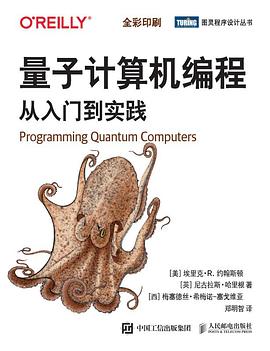 O'REILLY®
全彩印刷
TURING 图灵程序设计丛书
量子计算机编程
从入门到实践
Programming Quantum Computers
[美] 埃里克·R. 约翰斯顿
[英] 尼古拉斯·哈里根 著
[西] 梅塞德丝·希梅诺-塞戈维亚
郑明智 译
中国工信出版集团
人民邮电出版社